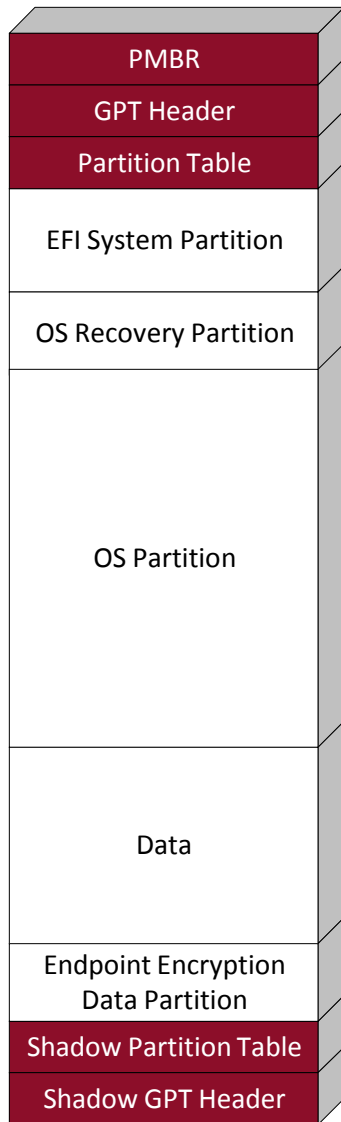 PMBR
GPT Header
Partition Table
EFI System Partition
OS Recovery Partition
OS Partition
Data
Endpoint Encryption
Data Partition
Shadow Partition Table
Shadow GPT Header